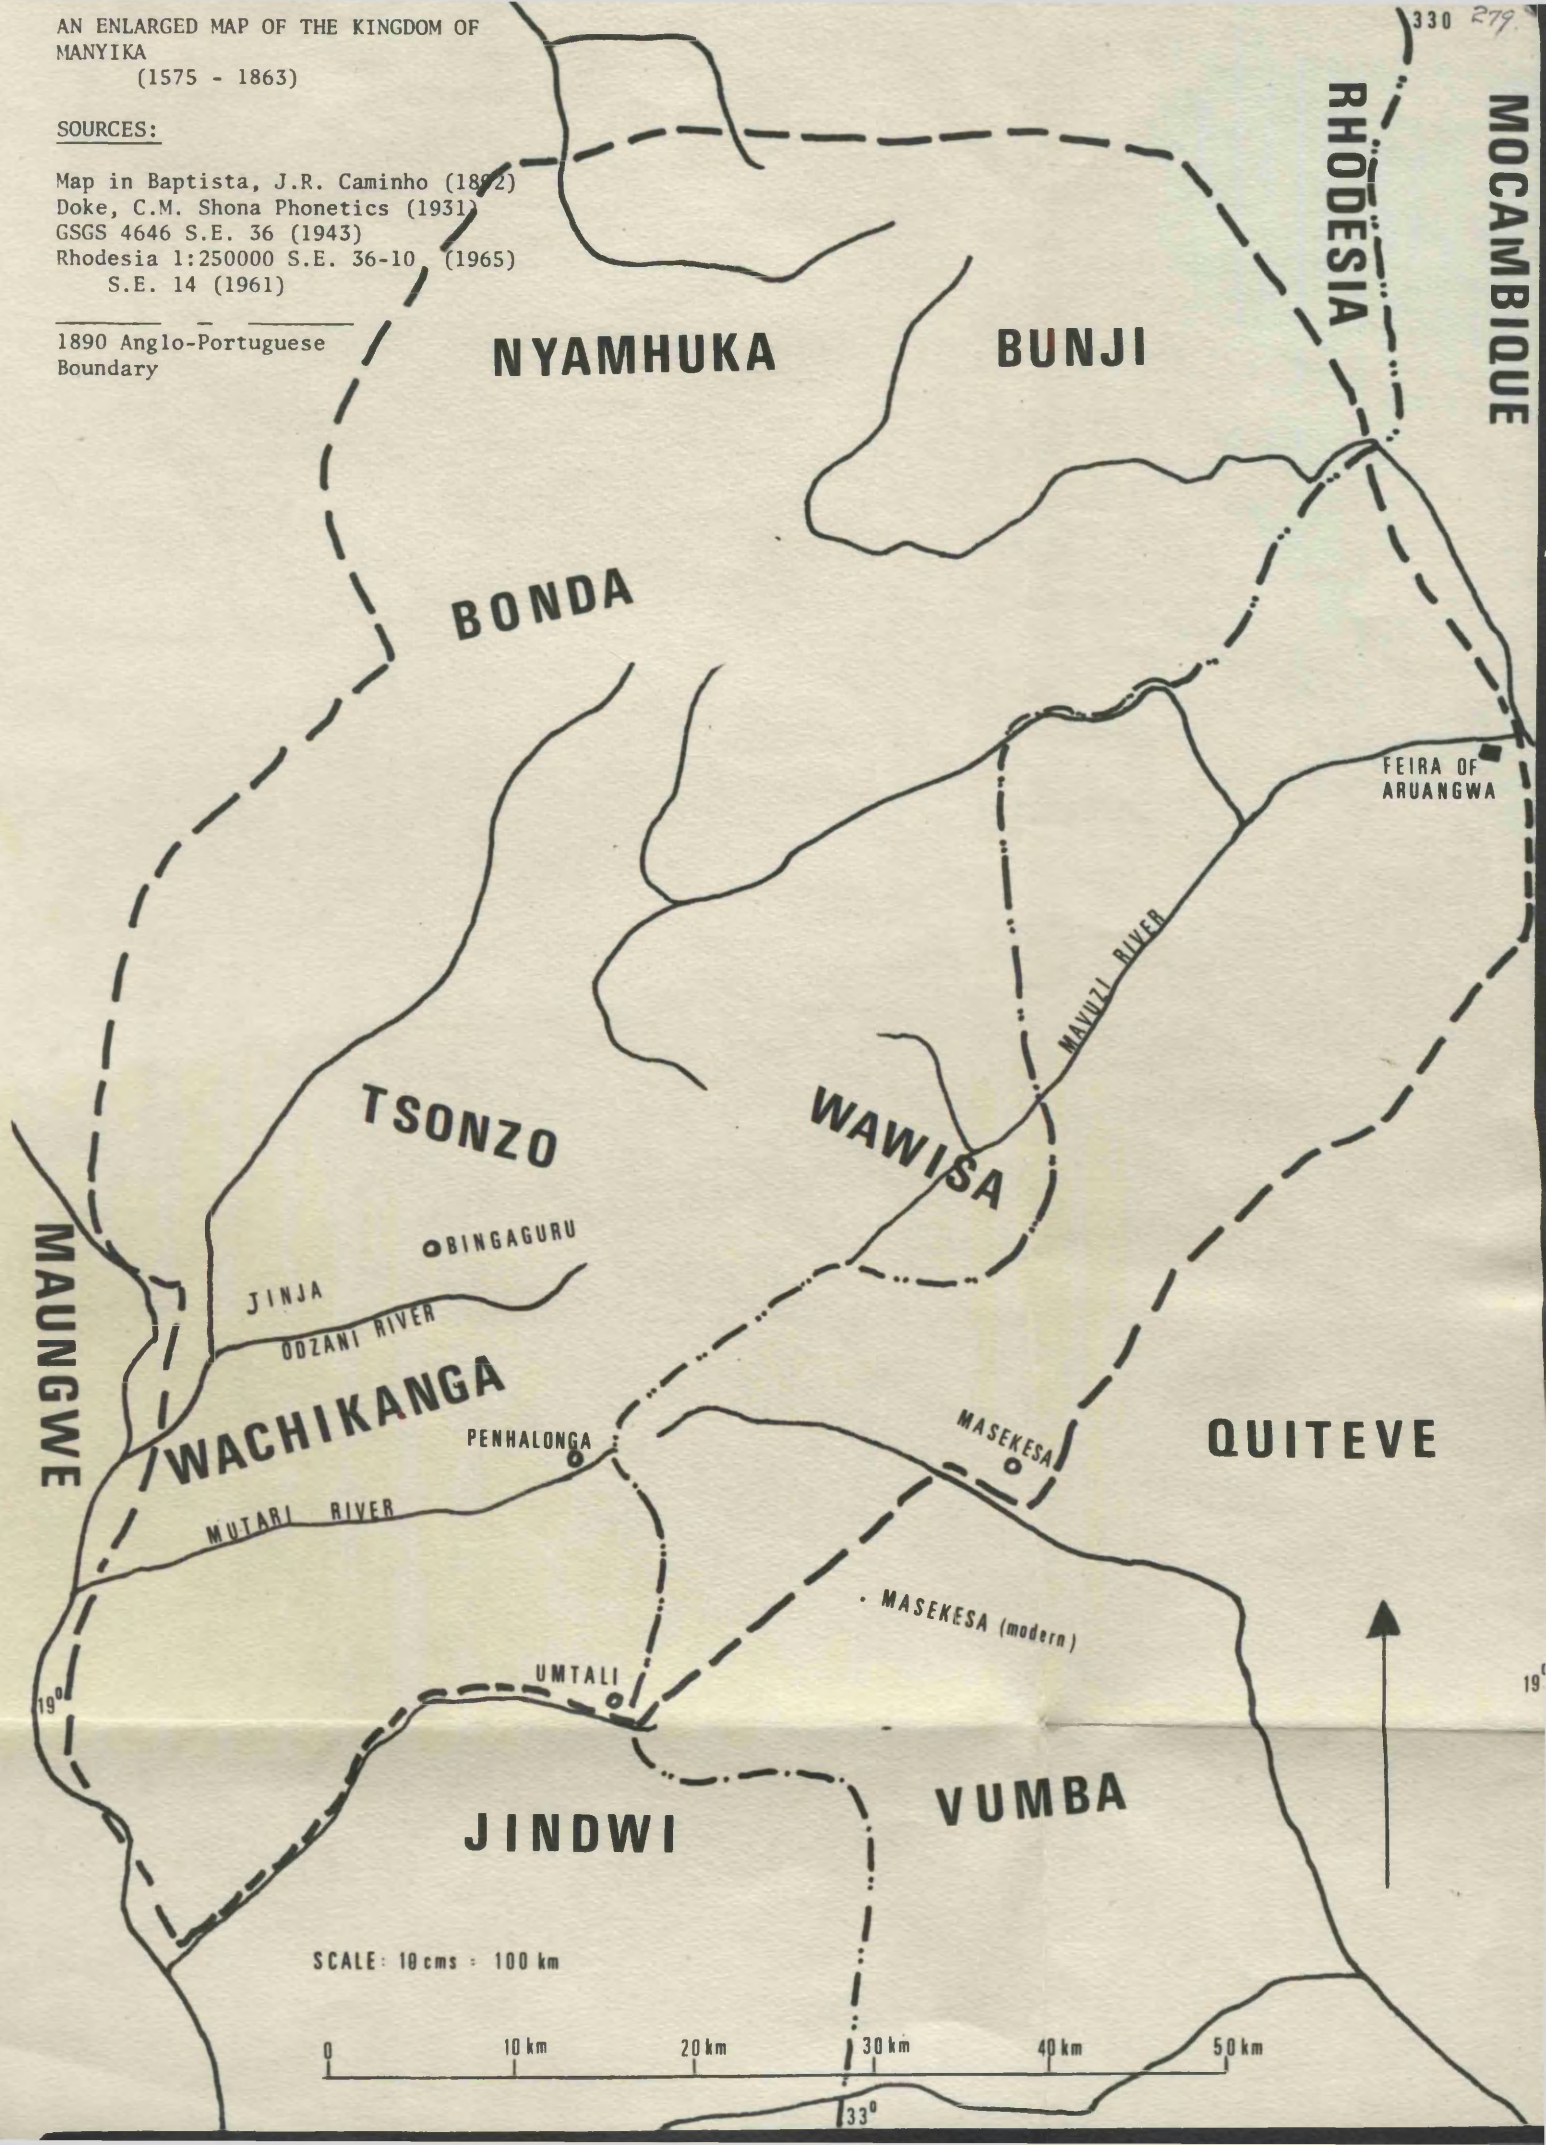 AN ENLARGED MAP OF THE KINGDOM OF
MANYIKA
(1575 - 1863)
SOURCES:
Map in Baptista, J.R. Caminho (1892)
Doke, C.M. Shona Phonetics (1931)
GSGS 4646 S.E. 36 (1943)
Rhodesia 1:250000 S.E. 36-10 (1965)
S.E. 14 (1961)
1890 Anglo-Portuguese
Boundary
330
279.
RHODESIA
MOCAMBIQUE
NYAMHUKA
BUNJI
BONDA
FEIRA OF
ARUANGWA
MAVUZI RIVER
TSONZO
WAWISA
BINGAGURU
JINJA
ODZANI RIVER
MAUNGWE
WACHIKANGA
PENHALONGA
MASEKESA
QUITEVE
MUTARI RIVER
MASEKESA (modern)
UMTALI
19°
19°
JINDWI
VUMBA
SCALE: 10 cms = 100 km
0 10 km 20 km 30 km 40 km 50 km
33°